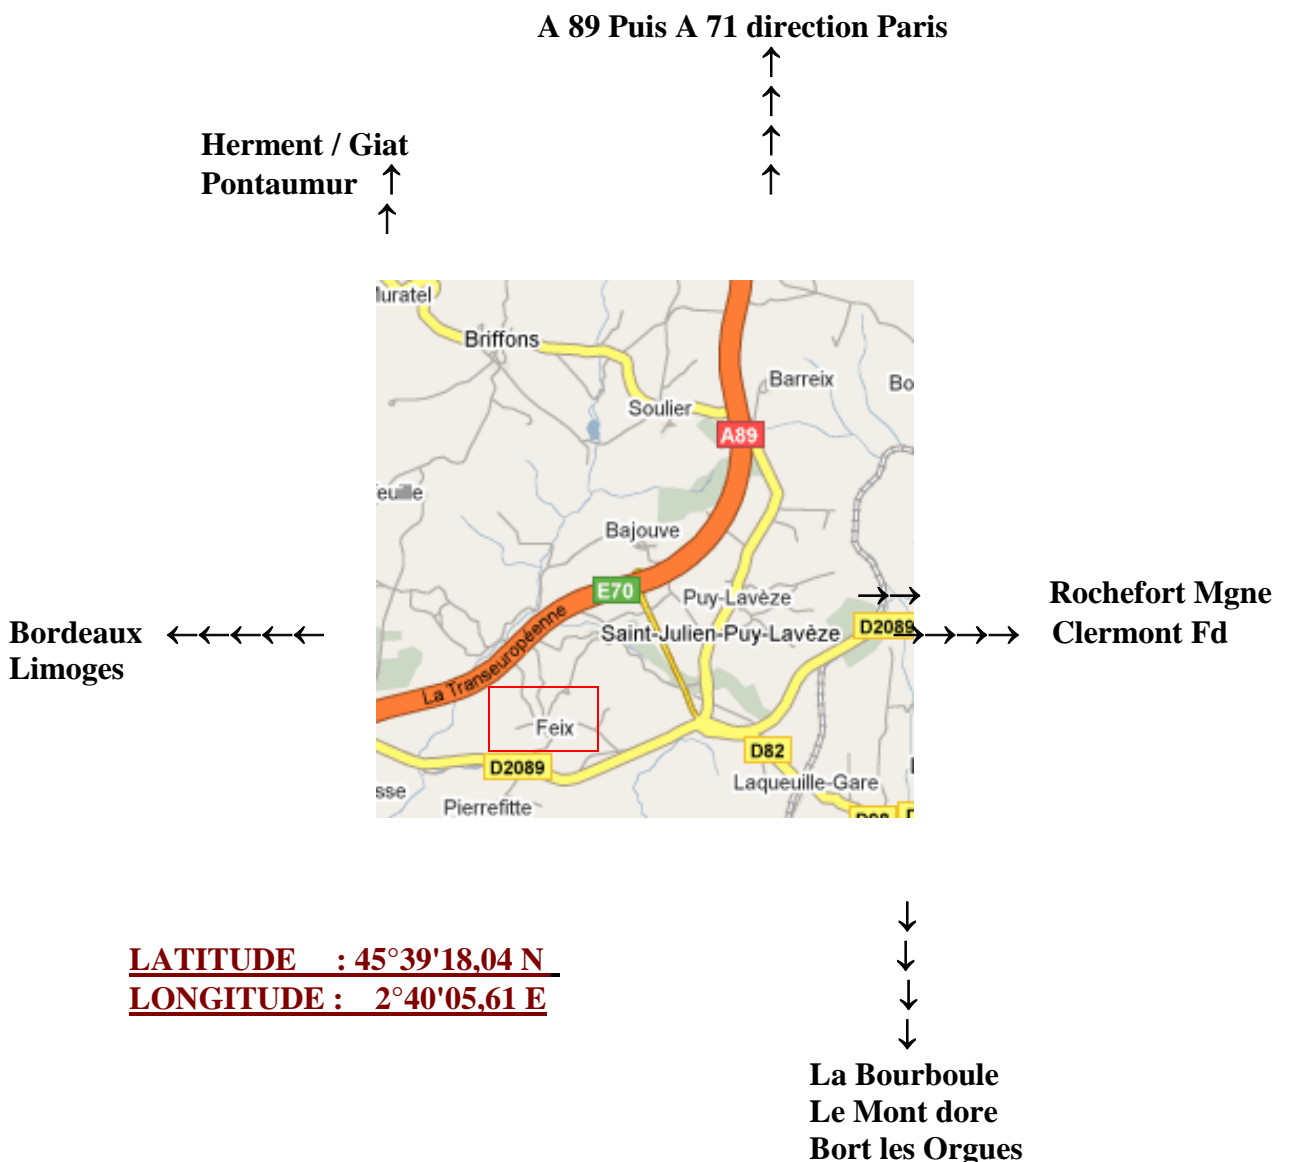 A 89 Puis A 71 direction Paris
↑
↑
↑
↑
Herment / Giat
Pontaumur ↑
↑
Briffons
Barreix
Bo
Soulier
A89
Bajouve
E70
Puy-Lavèze
→→ Rochefort Mgne
Saint-Julien-Puy-Lavèze
D2089
Bordeaux ←←←←←
→→→→ Clermont Fd
Limoges
La Transeuropéenne
Feix
D82
D2089
Laqueuille-Gare
sse
Pierrefitte
LATITUDE : 45°39'18,04 N
LONGITUDE : 2°40'05,61 E
↓
↓
↓
↓
La Bourboule
Le Mont dore
Bort les Orgues